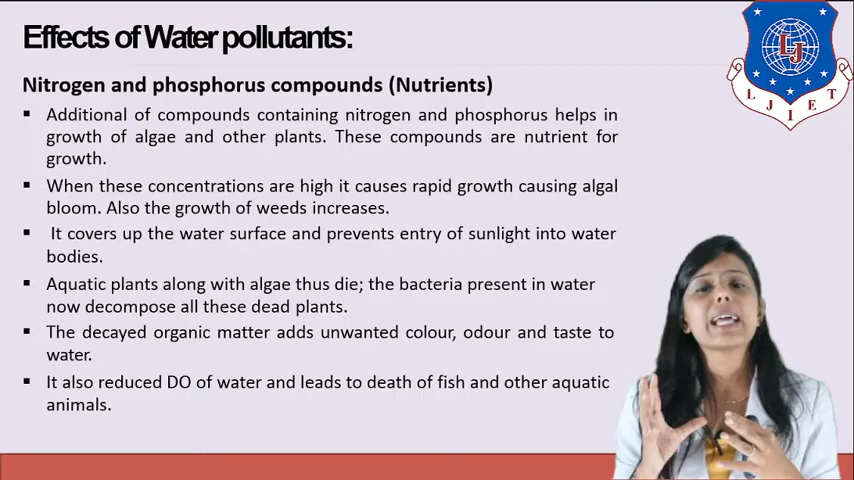 Effects of Water pollutants:
Nitrogen and phosphorus compounds (Nutrients)
▪ Additional of compounds containing nitrogen and phosphorus helps in
growth of algae and other plants. These compounds are nutrient for
growth.
▪ When these concentrations are high it causes rapid growth causing algal
bloom. Also the growth of weeds increases.
▪ It covers up the water surface and prevents entry of sunlight into water
bodies.
▪ Aquatic plants along with algae thus die; the bacteria present in water
now decompose all these dead plants.
▪ The decayed organic matter adds unwanted colour, odour and taste to
water.
▪ It also reduced DO of water and leads to death of fish and other aquatic
animals.
LJ
L J I E T